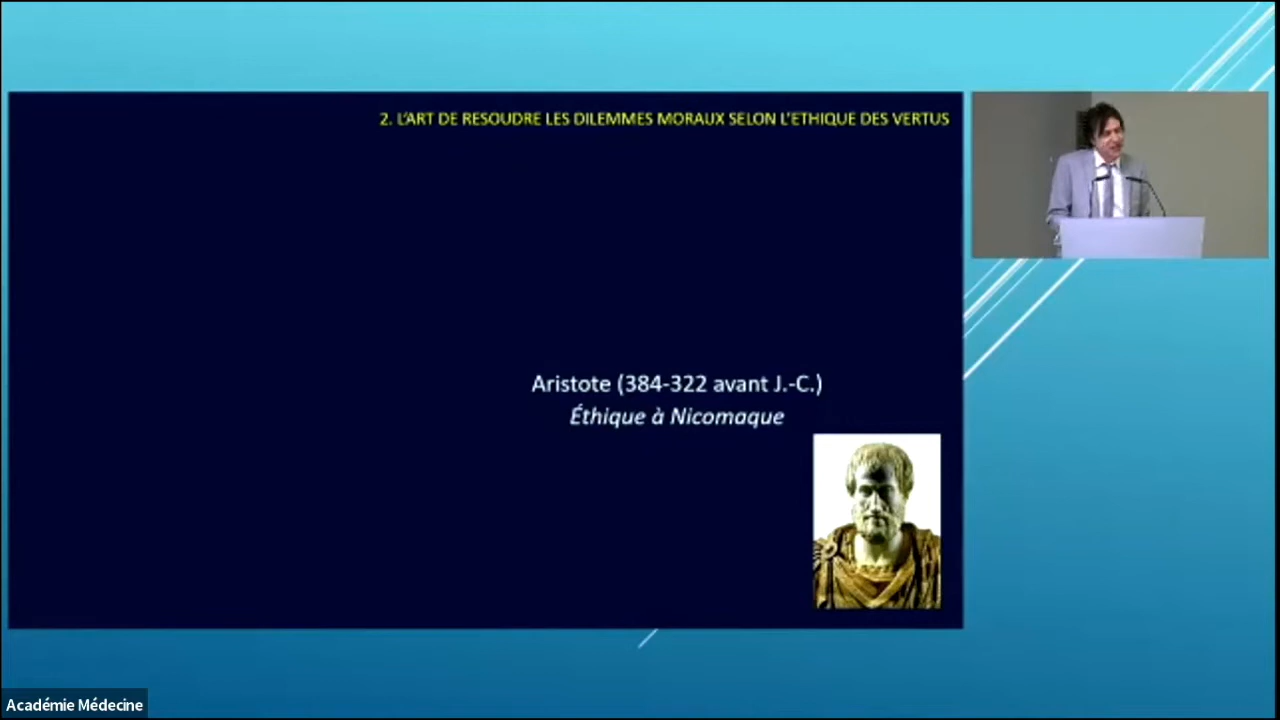 2. L'ART DE RESOUDRE LES DILEMMES MORAUX SELON L'ETHIQUE DES VERTUS
Aristote (384-322 avant J.-C.)
Éthique à Nicomaque
Académie Médecine